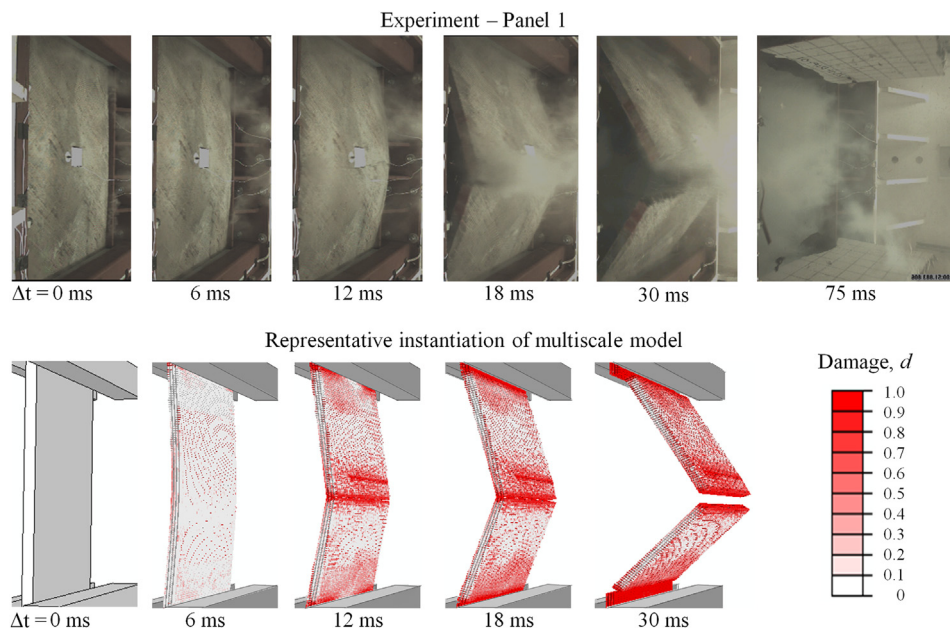 Experiment – Panel 1
Δt = 0 ms 6 ms 12 ms 18 ms 30 ms 75 ms
Representative instantiation of multiscale model
Damage, d
1.0
0.9
0.8
0.7
0.6
0.5
0.4
0.3
0.2
0.1
0
Δt = 0 ms 6 ms 12 ms 18 ms 30 ms